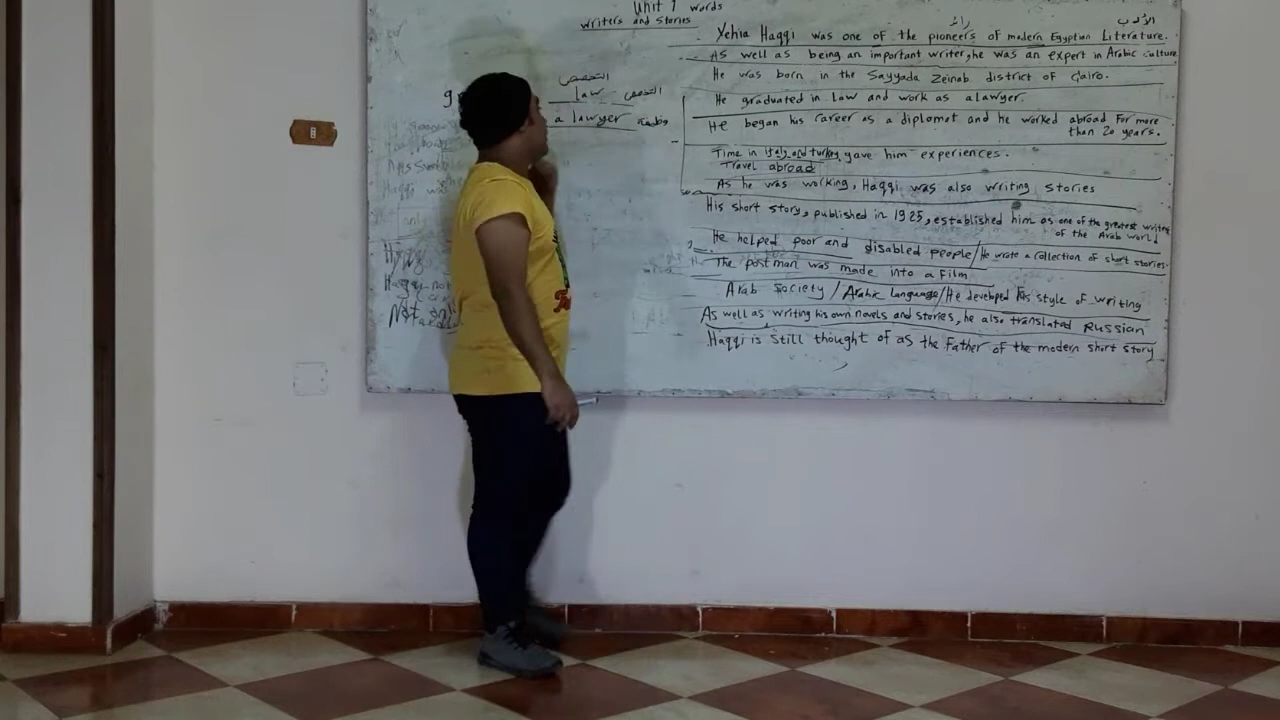 Unit 7 words
writers and stories
رائد
الأدب
Yehia Haqqi was one of the pioneers of modern Egyptian Literature.
As well as being an important writer, he was an expert in Arabic culture
He was born in the Sayyada Zeinab district of Cairo.
التخصص
law التخصص
a lawyer وظيفة
He graduated in Law and work as a lawyer.
He began his career as a diplomat and he worked abroad For more
than 20 years.
Time in Italy and turkey gave him experiences.
Travel abroad
As he was working, Haqqi was also writing stories
His short story, published in 1925, established him as one of the greatest writing
of the Arab world
He helped poor and disabled people/He wrote a collection of short stories.
The postman was made into a Film
Arab society / Arabic Language/He developed his style of writing
As well as writing his own novels and stories, he also translated Russian
Haqqi is still thought of as the Father of the modern short story